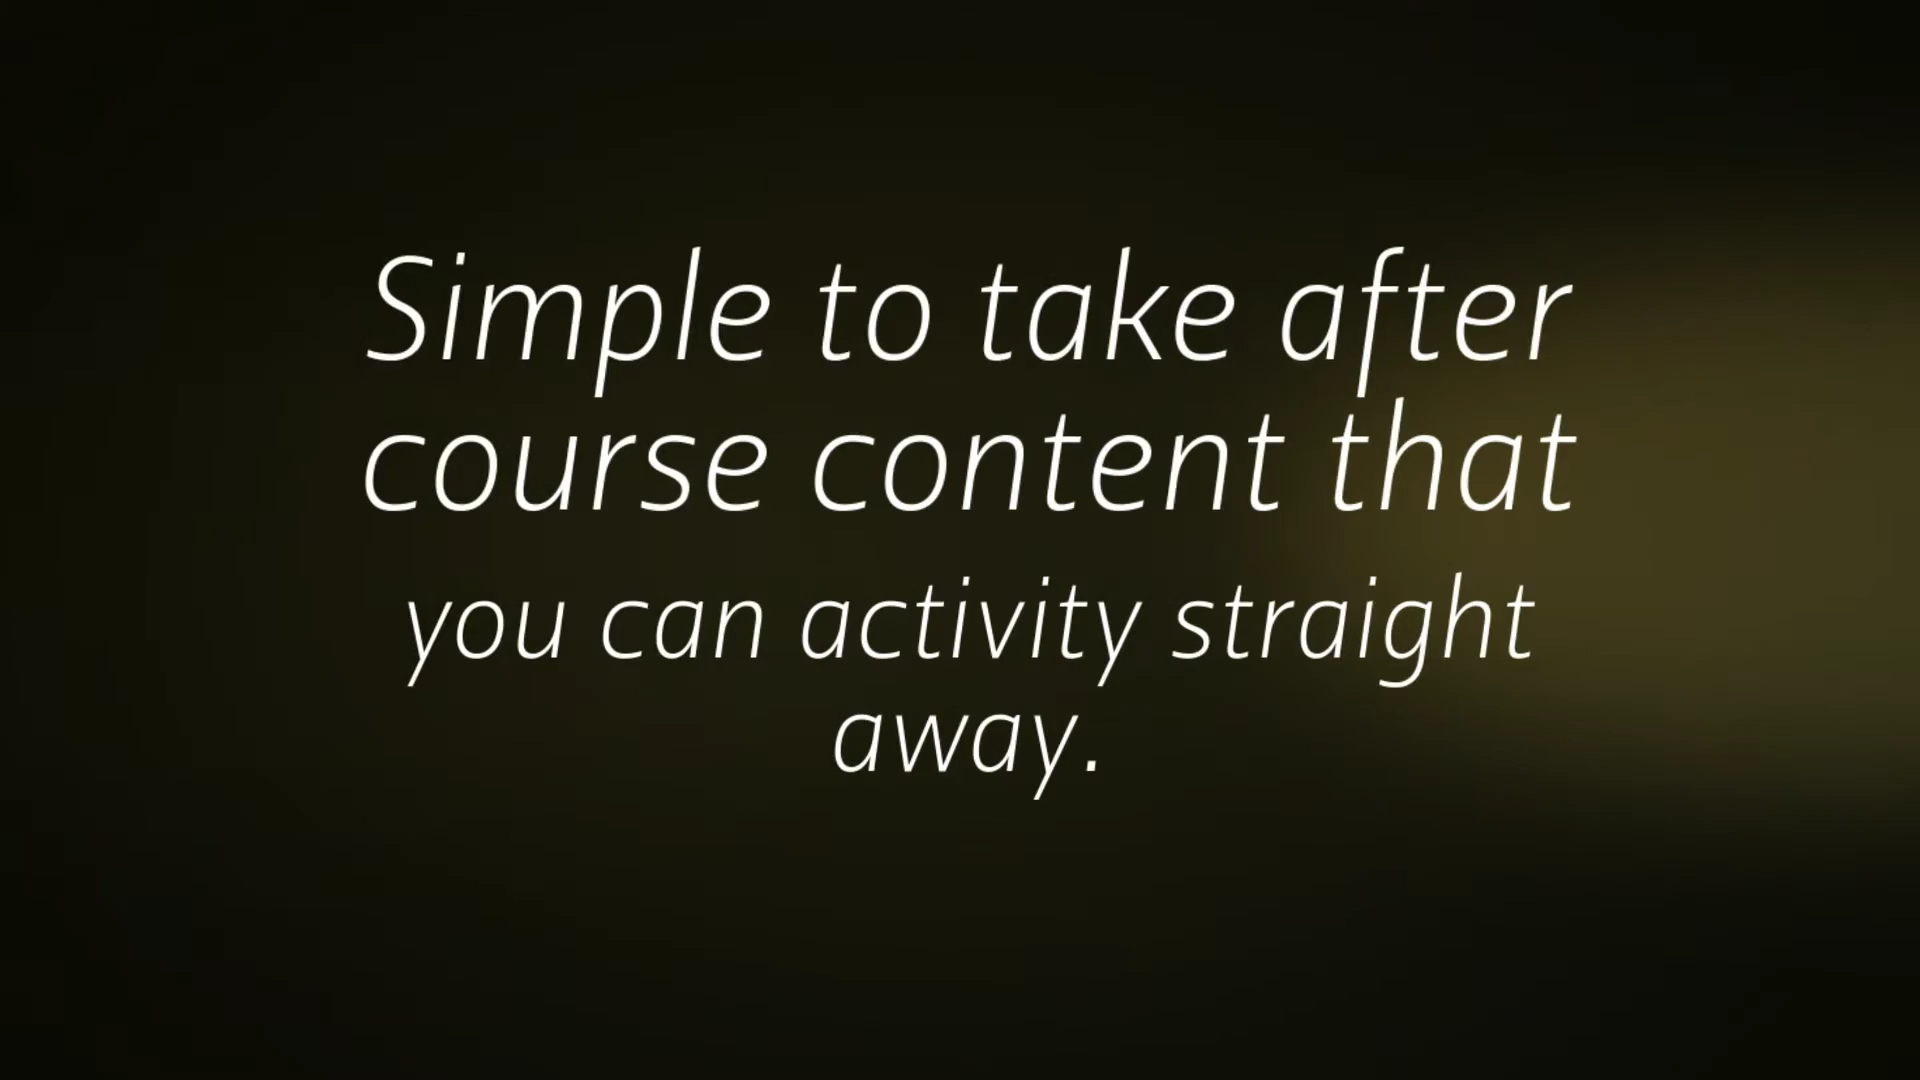 Simple to take after
course content that
you can activity straight
away.